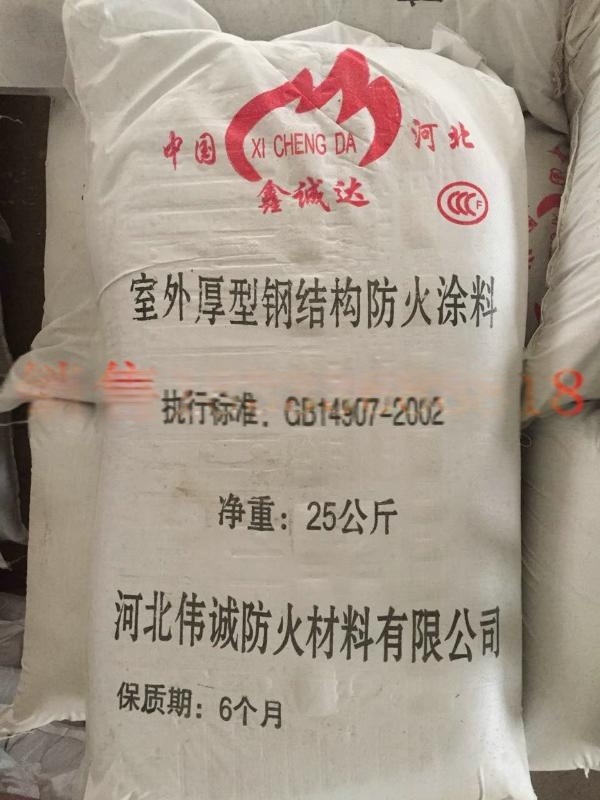 中国 XI CHENG DA 河北
鑫诚达
CCC F
室外厚型钢结构防火涂料
执行标准：GB14907-2002
净重：25公斤
河北伟诚防火材料有限公司
保质期：6个月